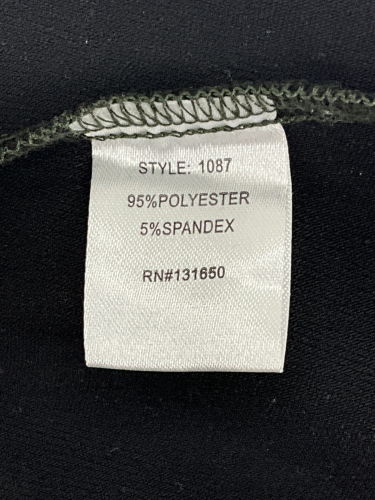 STYLE: 1087
95%POLYESTER
5%SPANDEX
RN#131650